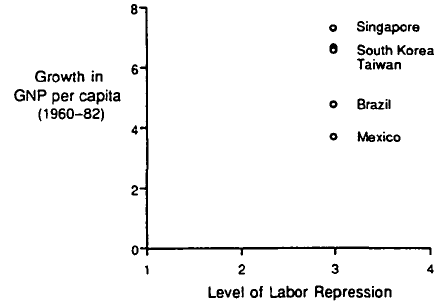 8
6
4
2
0
Growth in
GNP per capita
(1960–82)
Singapore
South Korea
Taiwan
Brazil
Mexico
1
2
3
4
Level of Labor Repression